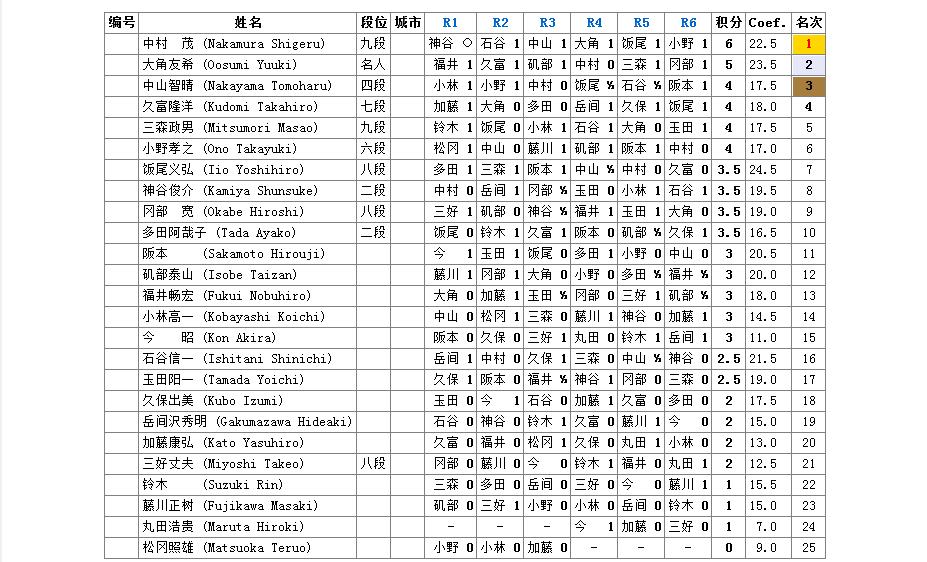 编号 姓名 段位 城市 R1 R2 R3 R4 R5 R6 积分 Coef. 名次
中村　茂 (Nakamura Shigeru) 九段 神谷 ○ 石谷 1 中山 1 大角 1 饭尾 1 小野 1 6 22.5 1
大角友希 (Oosumi Yuuki) 名人 福井 1 久富 1 矶部 1 中村 0 三森 1 冈部 1 5 23.5 2
中山智晴 (Nakayama Tomoharu) 四段 小林 1 小野 1 中村 0 饭尾 ½ 石谷 ½ 阪本 1 4 17.5 3
久富隆洋 (Kudomi Takahiro) 七段 加藤 1 大角 0 多田 0 岳间 1 久保 1 饭尾 1 4 18.0 4
三森政男 (Mitsumori Masao) 九段 铃木 1 饭尾 0 小林 1 石谷 1 大角 0 玉田 1 4 17.5 5
小野孝之 (Ono Takayuki) 六段 松冈 1 中山 0 藤川 1 矶部 1 阪本 1 中村 0 4 17.0 6
饭尾义弘 (Iio Yoshihiro) 八段 多田 1 三森 1 阪本 1 中山 ½ 中村 0 久富 0 3.5 24.5 7
神谷俊介 (Kamiya Shunsuke) 二段 中村 0 岳间 1 冈部 ½ 玉田 0 小林 1 石谷 1 3.5 19.5 8
冈部　宽 (Okabe Hiroshi) 八段 三好 1 矶部 0 神谷 ½ 福井 1 玉田 1 大角 0 3.5 19.0 9
多田阿哉子 (Tada Ayako) 二段 饭尾 0 铃木 1 久富 1 阪本 0 矶部 ½ 久保 1 3.5 16.5 10
阪本 (Sakamoto Hirouji) 今 1 玉田 1 饭尾 0 多田 1 小野 0 中山 0 3 20.5 11
矶部泰山 (Isobe Taizan) 藤川 1 冈部 1 大角 0 小野 0 多田 ½ 福井 ½ 3 20.0 12
福井畅宏 (Fukui Nobuhiro) 大角 0 加藤 1 玉田 ½ 冈部 0 三好 1 矶部 ½ 3 18.0 13
小林高一 (Kobayashi Koichi) 中山 0 松冈 1 三森 0 藤川 1 神谷 0 加藤 1 3 14.5 14
今　昭 (Kon Akira) 阪本 0 久保 0 三好 1 丸田 0 铃木 1 岳间 1 3 11.0 15
石谷信一 (Ishitani Shinichi) 岳间 1 中村 0 久保 1 三森 0 中山 ½ 神谷 0 2.5 21.5 16
玉田阳一 (Tamada Yoichi) 久保 1 阪本 0 福井 ½ 神谷 1 冈部 0 三森 0 2.5 19.0 17
久保出美 (Kubo Izumi) 玉田 0 今 1 石谷 0 加藤 1 久富 0 多田 0 2 17.5 18
岳间沢秀明 (Gakumazawa Hideaki) 石谷 0 神谷 0 铃木 1 久富 0 藤川 1 今 0 2 15.0 19
加藤康弘 (Kato Yasuhiro) 久富 0 福井 0 松冈 1 久保 0 丸田 1 小林 0 2 13.0 20
三好丈夫 (Miyoshi Takeo) 八段 冈部 0 藤川 0 今 0 铃木 1 福井 0 丸田 1 2 12.5 21
铃木 (Suzuki Rin) 三森 0 多田 0 岳间 0 三好 0 今 0 藤川 1 1 15.5 22
藤川正树 (Fujikawa Masaki) 矶部 0 三好 1 小野 0 小林 0 岳间 0 铃木 0 1 15.0 23
丸田浩贵 (Maruta Hiroki) - - - 今 1 加藤 0 三好 0 1 7.0 24
松冈照雄 (Matsuoka Teruo) 小野 0 小林 0 加藤 0 - - - 0 9.0 25